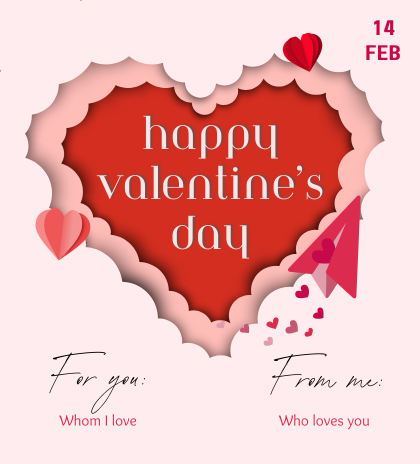 14
FEB
happy
valentine's
day
For you:
Whom I love
From me:
Who loves you